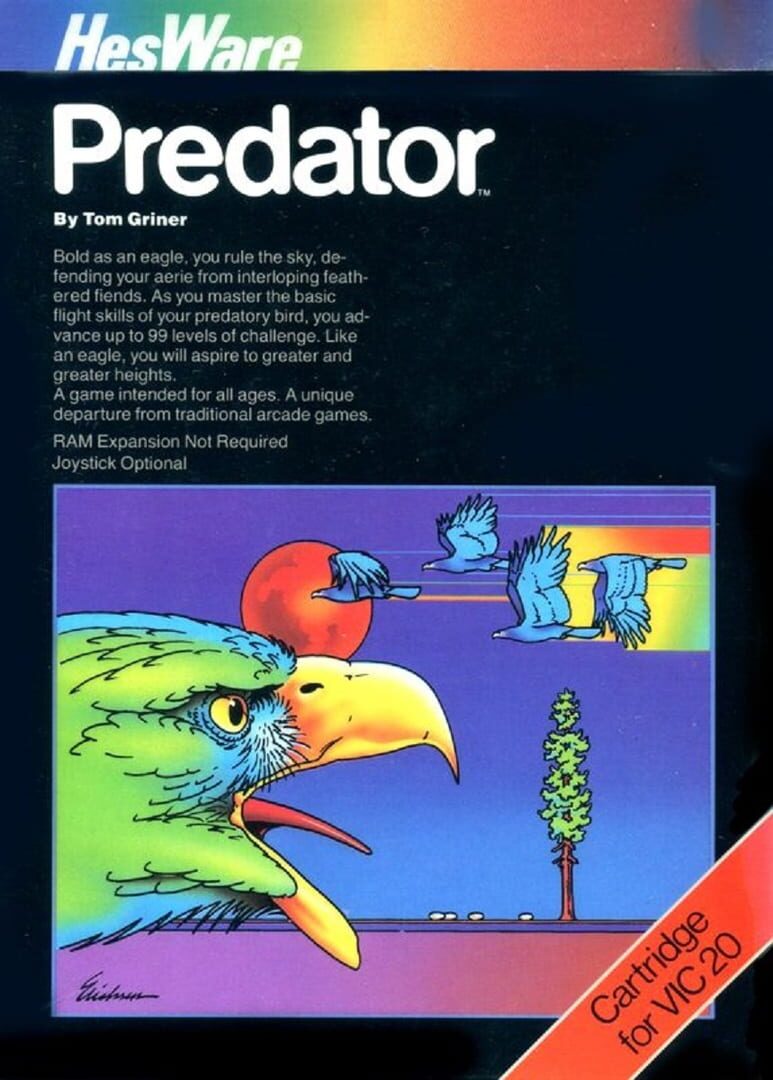 HesWare
Predator
TM
By Tom Griner
Bold as an eagle, you rule the sky, de-
fending your aerie from interloping feath-
ered fiends. As you master the basic
flight skills of your predatory bird, you ad-
vance up to 99 levels of challenge. Like
an eagle, you will aspire to greater and
greater heights.
A game intended for all ages. A unique
departure from traditional arcade games.
RAM Expansion Not Required
Joystick Optional
Cartridge
for VIC 20